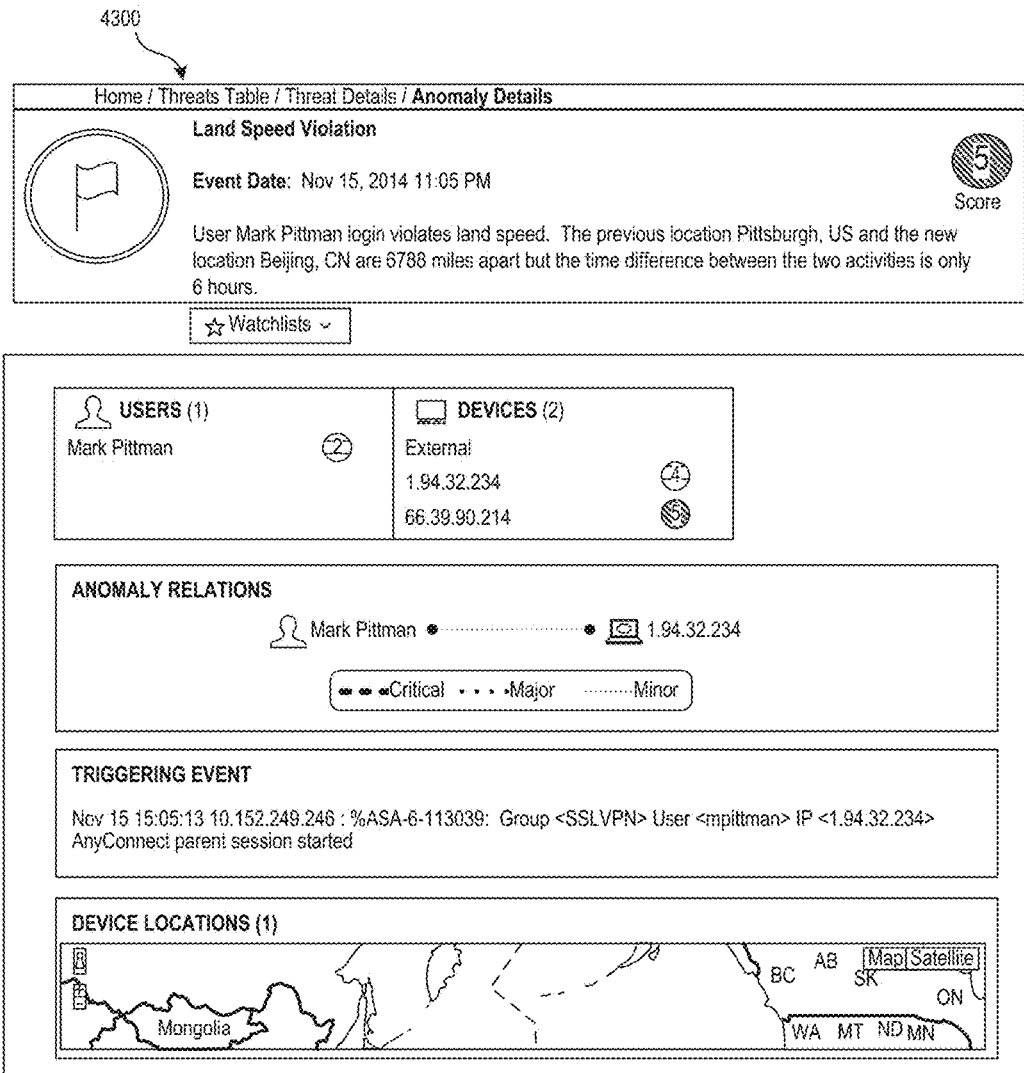 4300
Home / Threats Table / Threat Details / Anomaly Details
Land Speed Violation
Event Date: Nov 15, 2014 11:05 PM
5
Score
User Mark Pittman login violates land speed. The previous location Pittsburgh, US and the new
location Beijing, CN are 6788 miles apart but the time difference between the two activities is only
6 hours.
Watchlists
USERS (1)
DEVICES (2)
Mark Pittman 2
External
1.94.32.234 4
66.39.90.214 5
ANOMALY RELATIONS
Mark Pittman 1.94.32.234
Critical Major Minor
TRIGGERING EVENT
Nov 15 15:05:13 10.152.249.246 : %ASA-6-113039: Group <SSLVPN> User <mpittman> IP <1.94.32.234>
AnyConnect parent session started
DEVICE LOCATIONS (1)
Map Satellite
BC AB SK ON
Mongolia
WA MT ND MN